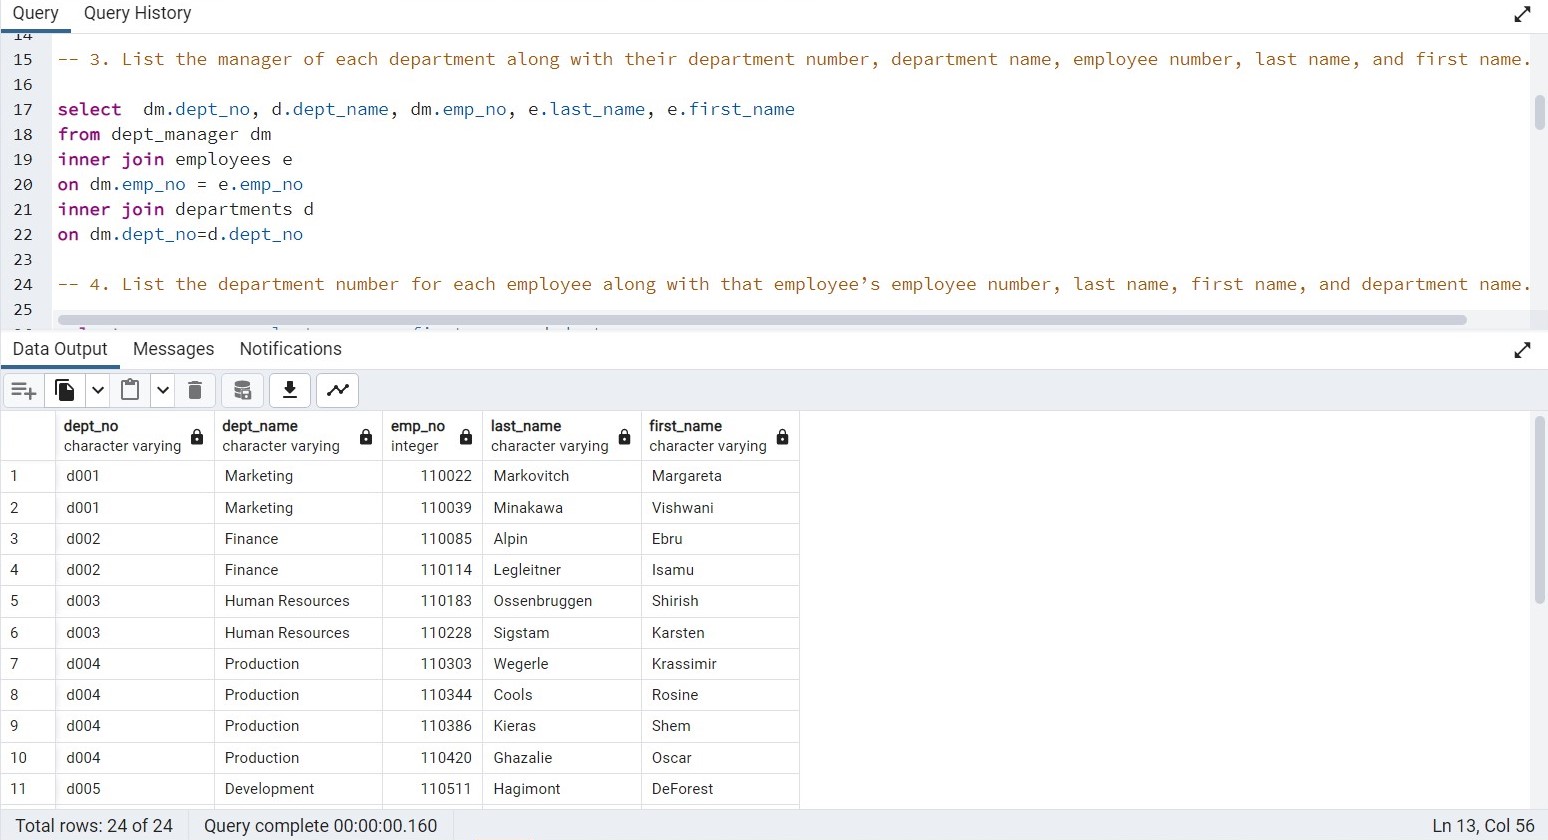 Query Query History
14
15 -- 3. List the manager of each department along with their department number, department name, employee number, last name, and first name.
16
17 select  dm.dept_no, d.dept_name, dm.emp_no, e.last_name, e.first_name
18 from dept_manager dm
19 inner join employees e
20 on dm.emp_no = e.emp_no
21 inner join departments d
22 on dm.dept_no=d.dept_no
23
24 -- 4. List the department number for each employee along with that employee’s employee number, last name, first name, and department name.
25
Data Output Messages Notifications
dept_no dept_name emp_no last_name first_name
character varying character varying integer character varying character varying
1 d001 Marketing 110022 Markovitch Margareta
2 d001 Marketing 110039 Minakawa Vishwani
3 d002 Finance 110085 Alpin Ebru
4 d002 Finance 110114 Legleitner Isamu
5 d003 Human Resources 110183 Ossenbruggen Shirish
6 d003 Human Resources 110228 Sigstam Karsten
7 d004 Production 110303 Wegerle Krassimir
8 d004 Production 110344 Cools Rosine
9 d004 Production 110386 Kieras Shem
10 d004 Production 110420 Ghazalie Oscar
11 d005 Development 110511 Hagimont DeForest
Total rows: 24 of 24 Query complete 00:00:00.160 Ln 13, Col 56